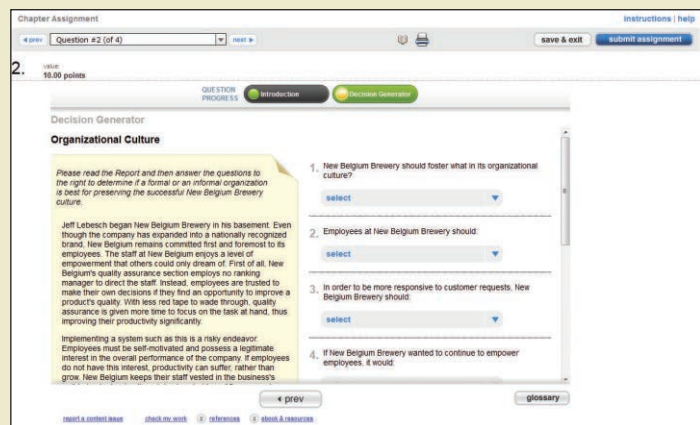 Chapter Assignment
instructions | help
prev
Question #2 (of 4)
next
save & exit
submit assignment
2.
value:
10.00 points
QUESTION
PROGRESS
Introduction
Decision Generator
Decision Generator
Organizational Culture
Please read the Report and then answer the questions to
the right to determine if a formal or an informal organization
is best for preserving the successful New Belgium Brewery
culture.
Jeff Lebesch began New Belgium Brewery in his basement. Even
though the company has expanded into a nationally recognized
brand, New Belgium remains committed first and foremost to its
employees. The staff at New Belgium enjoys a level of
empowerment that others could only dream of. First of all, New
Belgium's quality assurance section employs no ranking
manager to direct the staff. Instead, employees are trusted to
make their own decisions if they find an opportunity to improve a
product's quality. With less red tape to wade through, quality
assurance is given more time to focus on the task at hand, thus
improving their productivity significantly.
Implementing a system such as this is a risky endeavor.
Employees must be self-motivated and possess a legitimate
interest in the overall performance of the company. If employees
do not have this interest, productivity can suffer, rather than
grow. New Belgium keeps their staff vested in the business's
1. New Belgium Brewery should foster what in its organizational
culture?
select
2. Employees at New Belgium Brewery should:
select
3. In order to be more responsive to customer requests, New
Belgium Brewery should:
select
4. If New Belgium Brewery wanted to continue to empower
employees, it would:
prev
glossary
report a content issue
check my work
references
ebook & resources